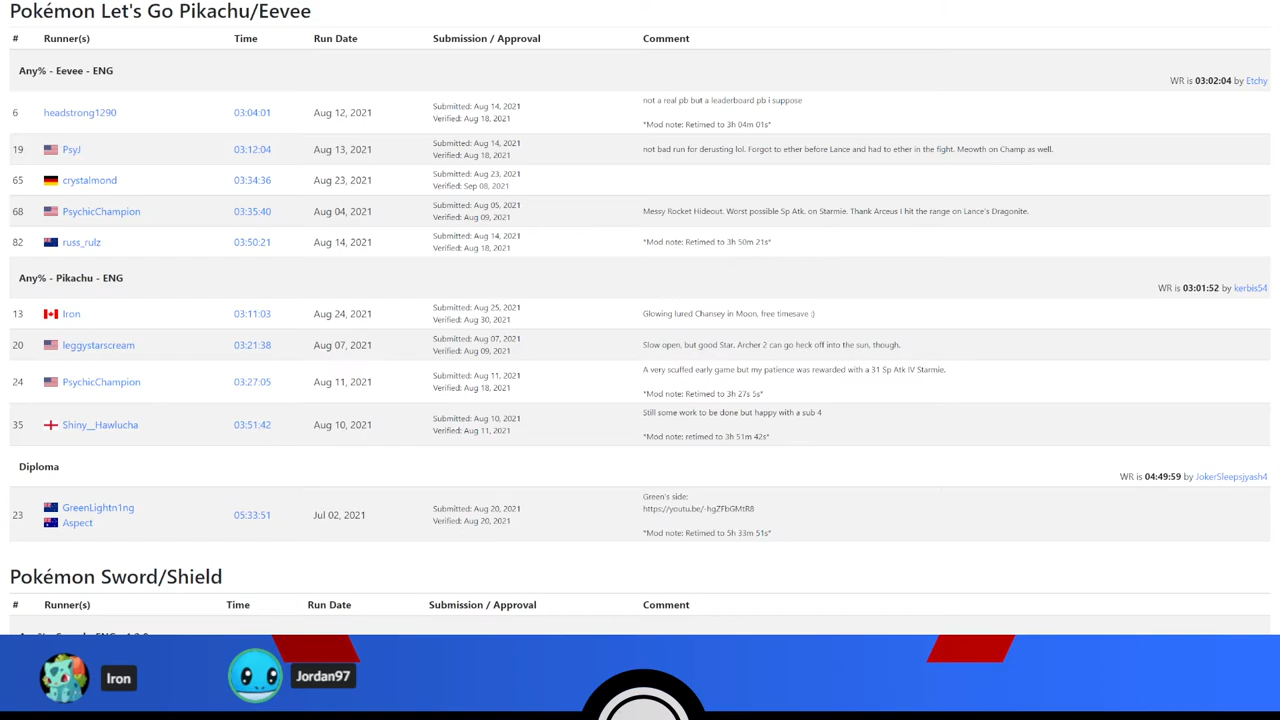 Pokémon Let's Go Pikachu/Eevee
# Runner(s) Time Run Date Submission / Approval Comment
Any% - Eevee - ENG
WR is 03:02:04 by Etchy
6 headstrong1290 03:04:01 Aug 12, 2021 Submitted: Aug 14, 2021 Verified: Aug 18, 2021 not a real pb but a leaderboard pb i suppose
*Mod note: Retimed to 3h 04m 01s*
19 PsyJ 03:12:04 Aug 13, 2021 Submitted: Aug 14, 2021 Verified: Aug 18, 2021 not bad run for derusting lol. Forgot to ether before Lance and had to ether in the fight. Meowth on Champ as well.
65 crystalmond 03:34:36 Aug 23, 2021 Submitted: Aug 23, 2021 Verified: Sep 08, 2021
68 PsychicChampion 03:35:40 Aug 04, 2021 Submitted: Aug 05, 2021 Verified: Aug 09, 2021 Messy Rocket Hideout. Worst possible Sp Atk. on Starmie. Thank Arceus I hit the range on Lance's Dragonite.
82 russ_rulz 03:50:21 Aug 14, 2021 Submitted: Aug 14, 2021 Verified: Aug 18, 2021 *Mod note: Retimed to 3h 50m 21s*
Any% - Pikachu - ENG
WR is 03:01:52 by kerbis54
13 Iron 03:11:03 Aug 24, 2021 Submitted: Aug 25, 2021 Verified: Aug 30, 2021 Glowing lured Chansey in Moon, free timesave :)
20 leggystarscream 03:21:38 Aug 07, 2021 Submitted: Aug 07, 2021 Verified: Aug 09, 2021 Slow open, but good Star. Archer 2 can go heck off into the sun, though.
24 PsychicChampion 03:27:05 Aug 11, 2021 Submitted: Aug 11, 2021 Verified: Aug 18, 2021 A very scuffed early game but my patience was rewarded with a 31 Sp Atk IV Starmie.
*Mod note: Retimed to 3h 27s 5s*
35 Shiny__Hawlucha 03:51:42 Aug 10, 2021 Submitted: Aug 10, 2021 Verified: Aug 11, 2021 Still some work to be done but happy with a sub 4
*Mod note: retimed to 3h 51m 42s*
Diploma
WR is 04:49:59 by JokerSleepsjyash4
23 GreenLightn1ng Aspect 05:33:51 Jul 02, 2021 Submitted: Aug 20, 2021 Verified: Aug 20, 2021 Green's side:
https://youtu.be/-hgZFbGMtR8
*Mod note: Retimed to 5h 33m 51s*
Pokémon Sword/Shield
# Runner(s) Time Run Date Submission / Approval Comment
Iron
Jordan97